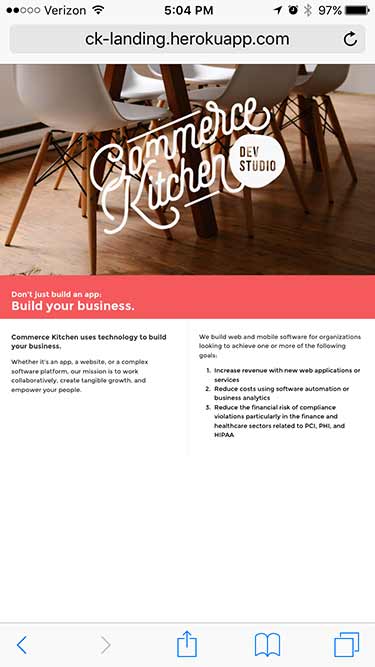 Verizon 5:04 PM 97%
ck-landing.herokuapp.com
Commerce
Kitchen
DEV
STUDIO
Don't just build an app:
Build your business.
Commerce Kitchen uses technology to build
your business.
Whether it's an app, a website, or a complex
software platform, our mission is to work
collaboratively, create tangible growth, and
empower your people.
We build web and mobile software for organizations
looking to achieve one or more of the following
goals:
1. Increase revenue with new web applications or
services
2. Reduce costs using software automation or
business analytics
3. Reduce the financial risk of compliance
violations particularly in the finance and
healthcare sectors related to PCI, PHI, and
HIPAA